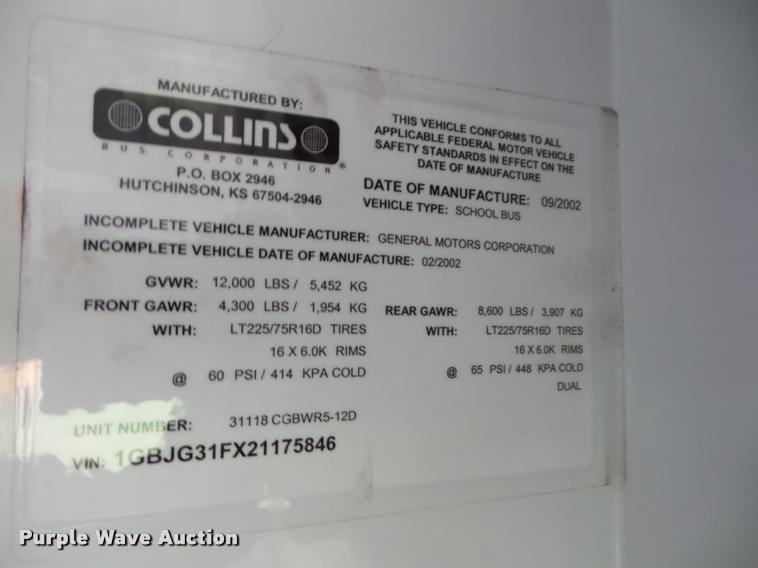 MANUFACTURED BY:
COLLINS
BUS CORPORATION®
P.O. BOX 2946
HUTCHINSON, KS 67504-2946
THIS VEHICLE CONFORMS TO ALL
APPLICABLE FEDERAL MOTOR VEHICLE
SAFETY STANDARDS IN EFFECT ON THE
DATE OF MANUFACTURE
DATE OF MANUFACTURE: 09/2002
VEHICLE TYPE: SCHOOL BUS
INCOMPLETE VEHICLE MANUFACTURER: GENERAL MOTORS CORPORATION
INCOMPLETE VEHICLE DATE OF MANUFACTURE: 02/2002
GVWR: 12,000 LBS / 5,452 KG
FRONT GAWR: 4,300 LBS / 1,954 KG
WITH: LT225/75R16D TIRES
16 X 6.0K RIMS
@ 60 PSI / 414 KPA COLD
REAR GAWR: 8,600 LBS / 3,907 KG
WITH: LT225/75R16D TIRES
16 X 6.0K RIMS
@ 65 PSI / 448 KPA COLD
DUAL
UNIT NUMBER: 31118 CGBWR5-12D
VIN: 1GBJG31FX21175846
Purple Wave Auction